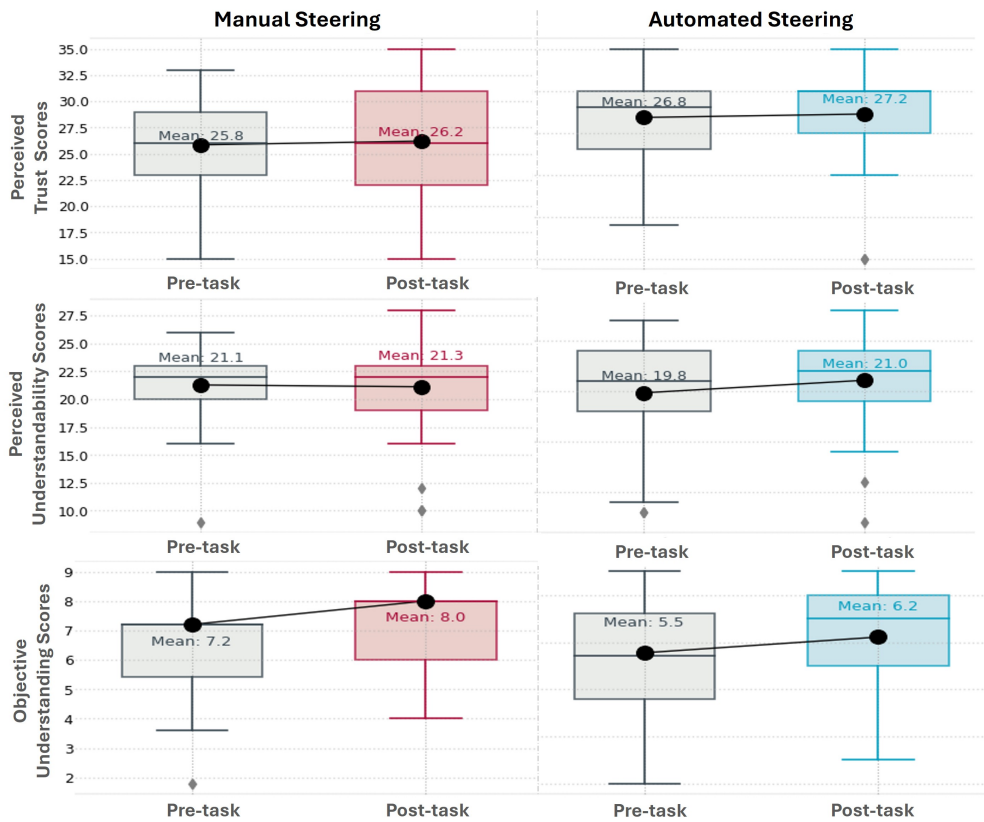 Manual Steering
Automated Steering
Perceived
Trust Scores
35.0
32.5
30.0
27.5
25.0
22.5
20.0
17.5
15.0
Mean: 25.8
Mean: 26.2
Mean: 26.8
Mean: 27.2
Pre-task
Post-task
Pre-task
Post-task
Perceived
Understandability Scores
27.5
25.0
22.5
20.0
17.5
15.0
12.5
10.0
Mean: 21.1
Mean: 21.3
Mean: 19.8
Mean: 21.0
Pre-task
Post-task
Pre-task
Post-task
Objective
Understanding Scores
9
8
7
6
5
4
3
2
Mean: 7.2
Mean: 8.0
Mean: 5.5
Mean: 6.2
Pre-task
Post-task
Pre-task
Post-task